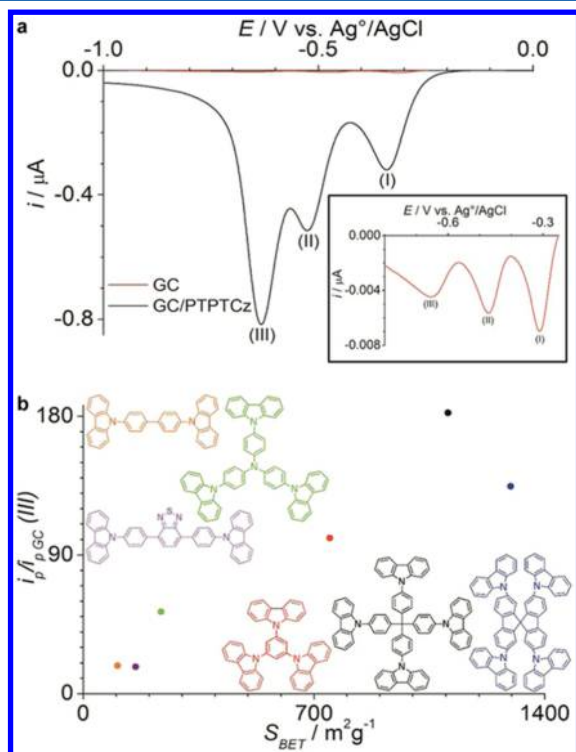 a
E / V vs. Ag°/AgCl
-1.0 -0.5 0.0
0.0
-0.4
-0.8
i / μA
(I)
(II)
(III)
GC
GC/PTPTCz
E / V vs. Ag°/AgCl
-0.6 -0.3
0.000
-0.004
-0.008
i / μA
(III)
(II)
(I)
b
180
90
0
i_p/i_p GC (III)
N N
N
N
N
N
N S N
N N
N
N N
N
N
N
N
N N
N N
0 700 1400
S_BET / m²g⁻¹